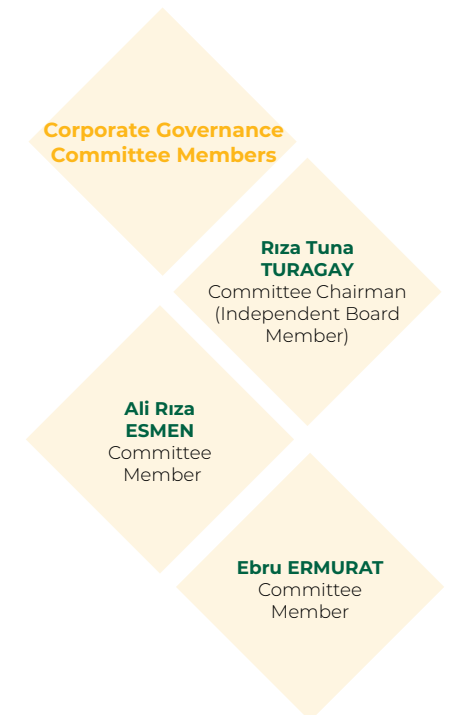 Corporate Governance
Committee Members
Rıza Tuna
TURAGAY
Committee Chairman
(Independent Board
Member)
Ali Rıza
ESMEN
Committee
Member
Ebru ERMURAT
Committee
Member